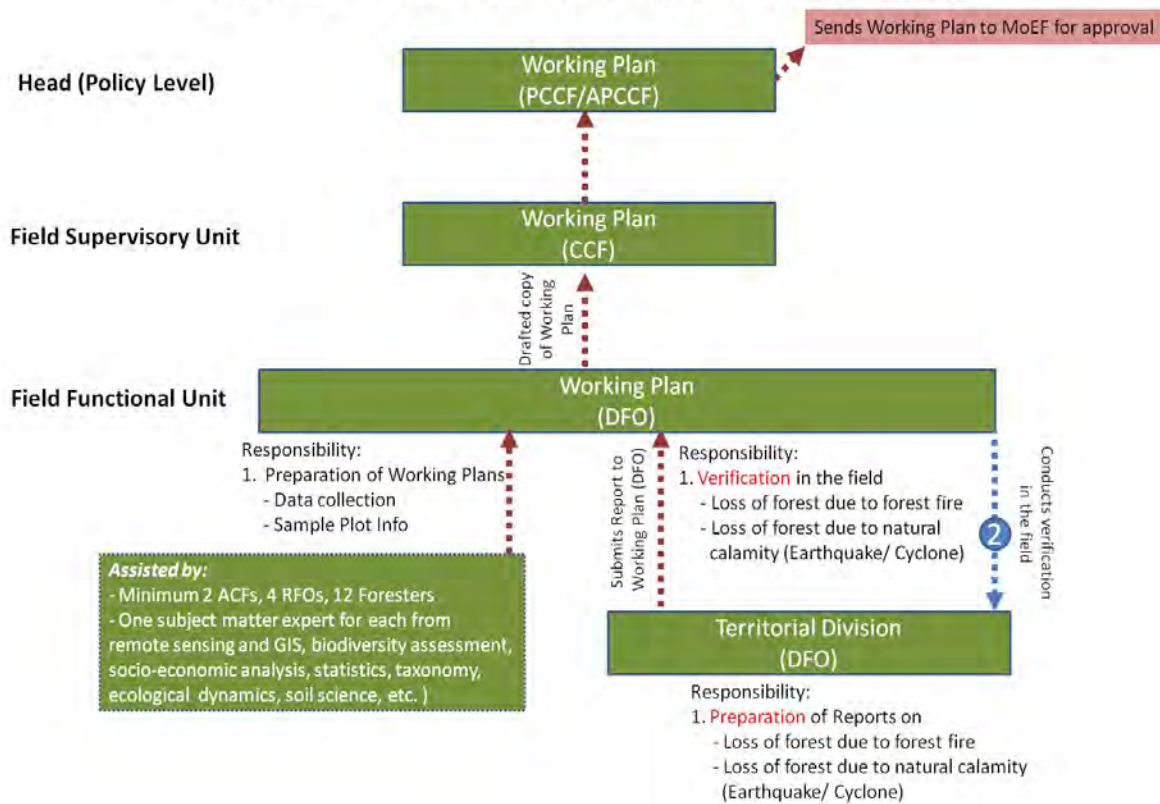 Sends Working Plan to MoEF for approval
Head (Policy Level)
Working Plan
(PCCF/APCCF)
Field Supervisory Unit
Working Plan
(CCF)
Drafted copy
of Working
Plan
Field Functional Unit
Working Plan
(DFO)
Responsibility:
1. Preparation of Working Plans
- Data collection
- Sample Plot Info
Submits Report to
Working Plan (DFO)
Responsibility:
1. Verification in the field
- Loss of forest due to forest fire
- Loss of forest due to natural
calamity (Earthquake/ Cyclone)
2
Conducts verification
in the field
Assisted by:
- Minimum 2 ACFs, 4 RFOs, 12 Foresters
- One subject matter expert for each from
remote sensing and GIS, biodiversity assessment,
socio-economic analysis, statistics, taxonomy,
ecological dynamics, soil science, etc. )
Territorial Division
(DFO)
Responsibility:
1. Preparation of Reports on
- Loss of forest due to forest fire
- Loss of forest due to natural calamity
(Earthquake/ Cyclone)